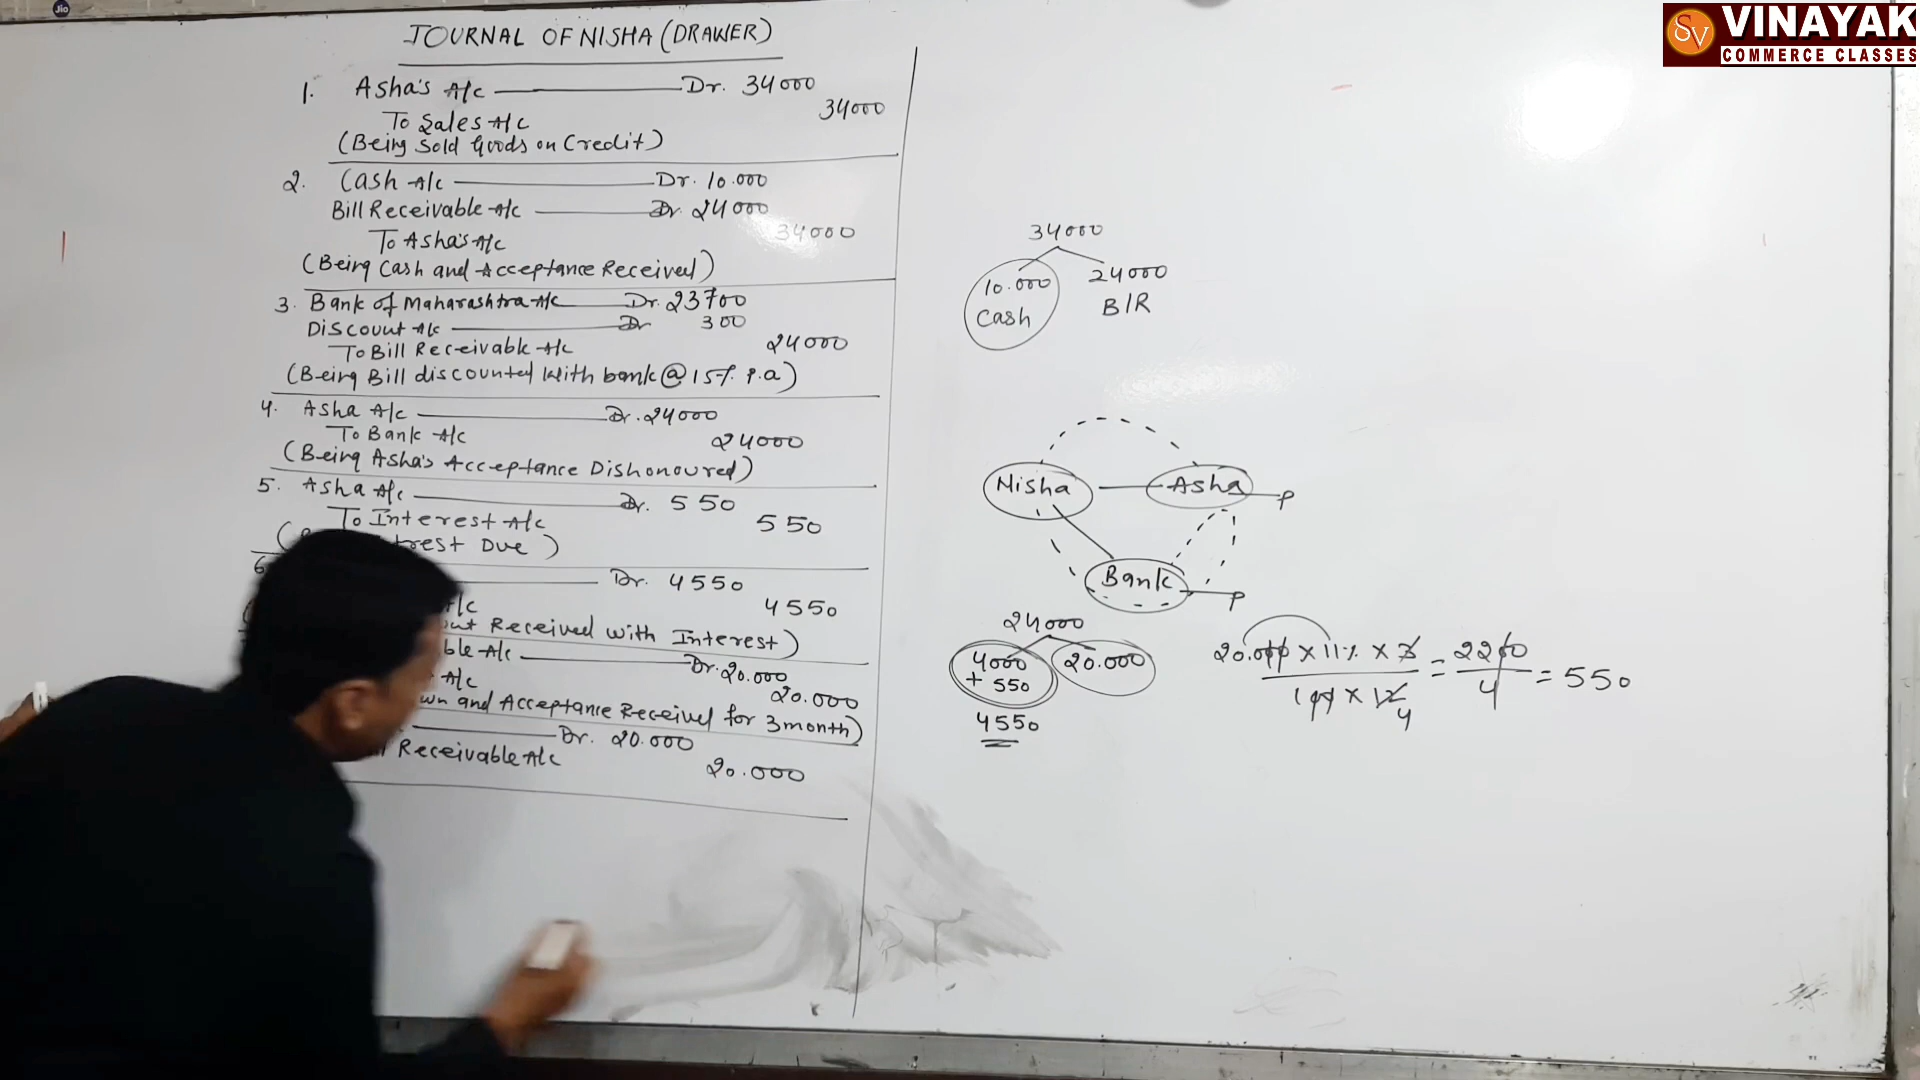 Jio
SV VINAYAK
COMMERCE CLASSES
JOURNAL OF NISHA (DRAWER)
1. Asha's A/c Dr. 34000
34000
To Sales A/c
(Being Sold Goods on Credit)
2. Cash A/c Dr. 10.000
Bill Receivable A/c Dr. 24000
To Asha's A/c 34000
(Being Cash and Acceptance Received)
3. Bank of Maharashtra A/c Dr. 23700
Discount A/c Dr 300
To Bill Receivable A/c 24000
(Being Bill discounted with bank @ 15% P.a)
4. Asha A/c Dr. 24000
To Bank A/c 24000
(Being Asha's Acceptance Dishonoured)
5. Asha A/c Dr. 550
To Interest A/c 550
Due )
6 Dr. 4550
A/c 4550
Received with Interest)
A/c Dr. 20.000
A/c 20.000
and Acceptance Received for 3 month)
Dr. 20.000
Receivable A/c 20.000
34000
10.000 24000
Cash B/R
Nisha Asha P
Bank P
24000
4000 20.000
+ 550
4550
20.000 x 11% x 3 = 2200 = 550
100 x 12 4
4